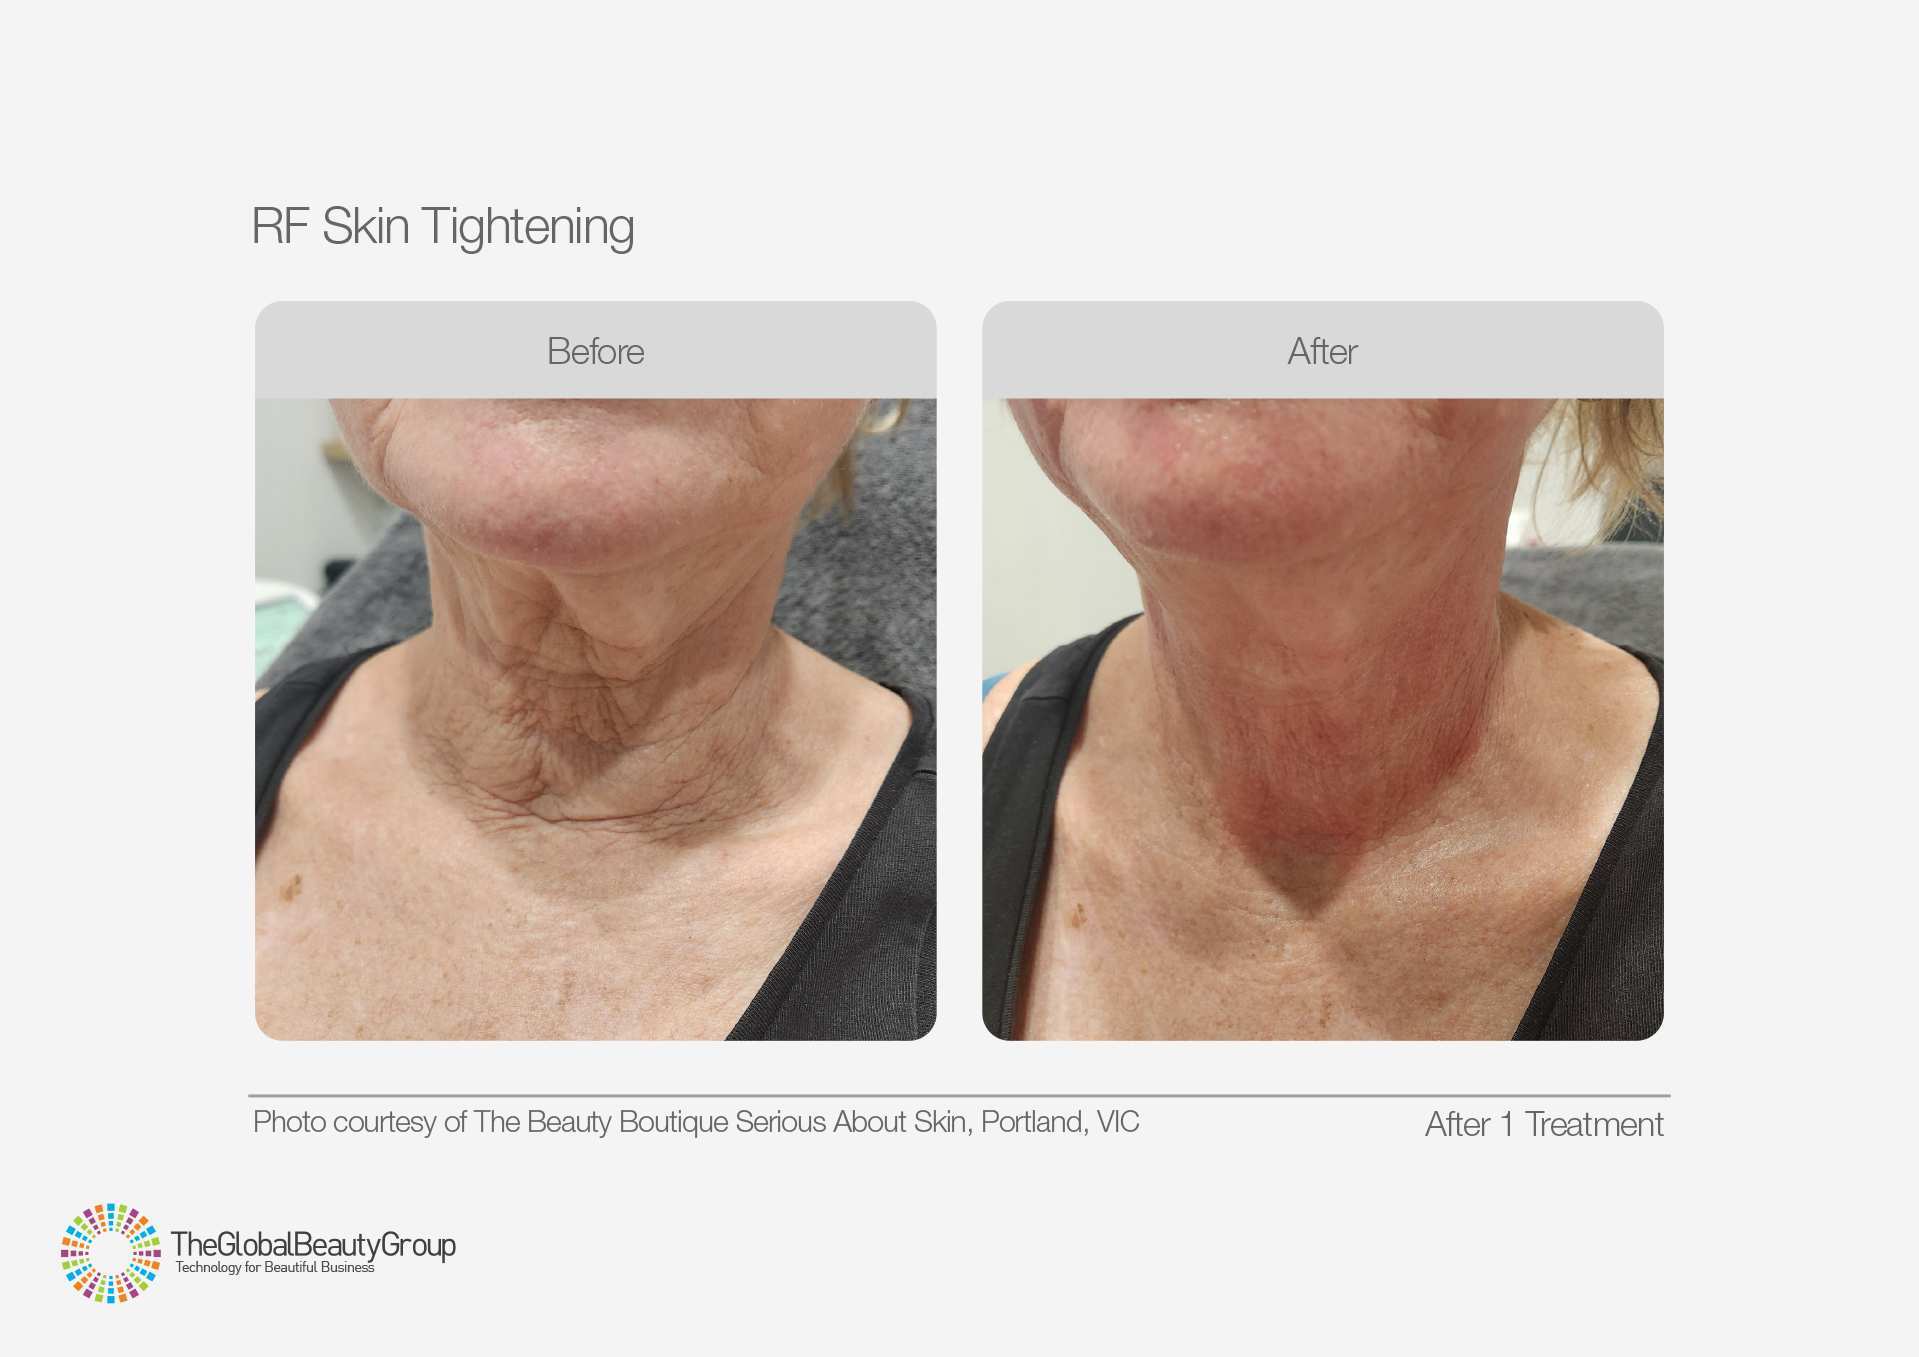 RF Skin Tightening
Before
After
Photo courtesy of The Beauty Boutique Serious About Skin, Portland, VIC
After 1 Treatment
TheGlobalBeautyGroup
Technology for Beautiful Business